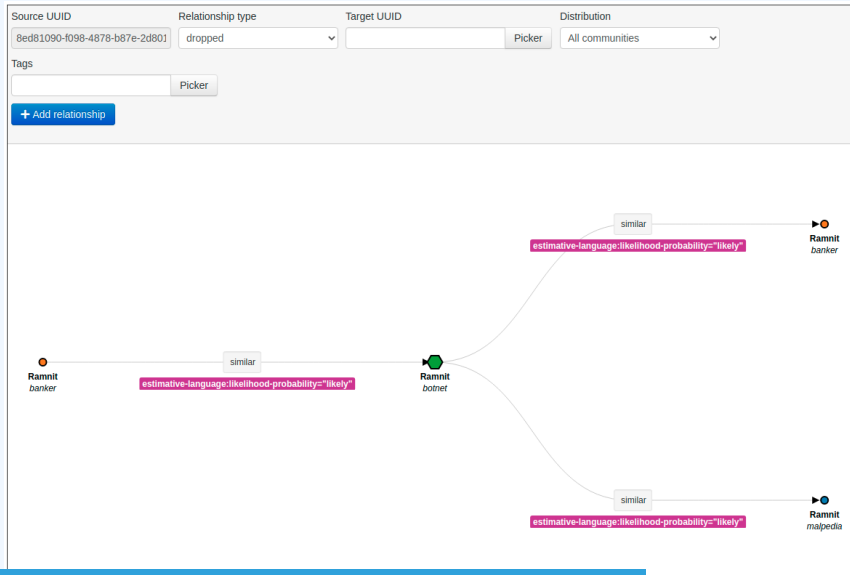 Source UUID
Relationship type
Target UUID
Distribution
8ed81090-f098-4878-b87e-2d801
dropped
Picker
All communities
Tags
Picker
Add relationship
similar
estimative-language:likelihood-probability="likely"
Ramnit
banker
similar
estimative-language:likelihood-probability="likely"
Ramnit
banker
Ramnit
botnet
similar
estimative-language:likelihood-probability="likely"
Ramnit
malpedia